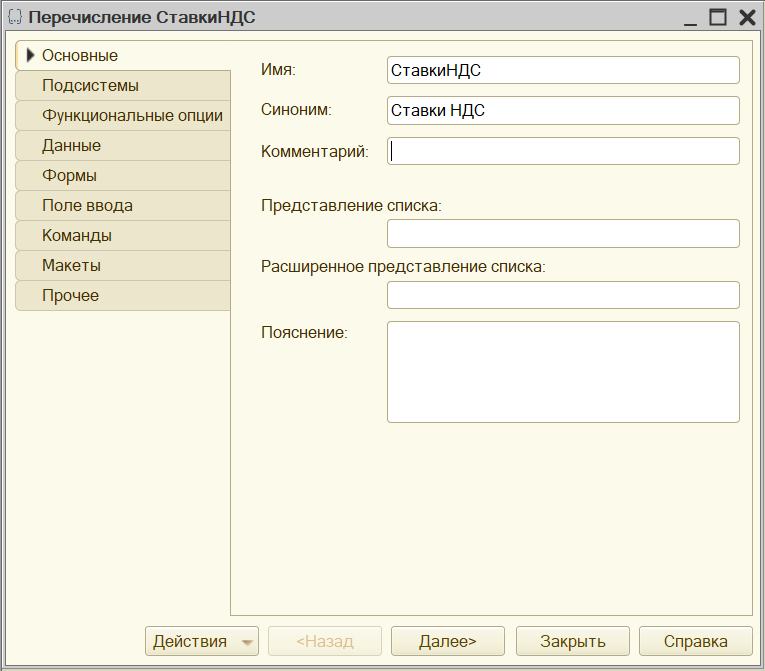 Перечисление СтавкиНДС
Основные
Подсистемы
Функциональные опции
Данные
Формы
Поле ввода
Команды
Макеты
Прочее
Имя: СтавкиНДС
Синоним: Ставки НДС
Комментарий:
Представление списка:
Расширенное представление списка:
Пояснение:
Действия <Назад Далее> Закрыть Справка